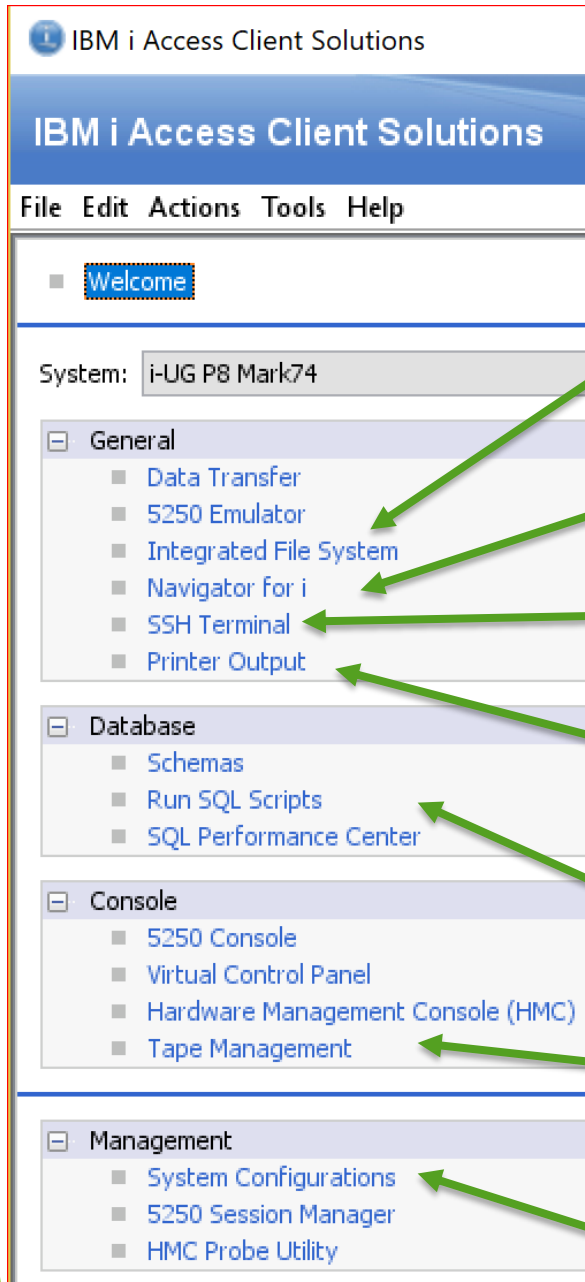 IBM i Access Client Solutions
IBM i Access Client Solutions
File Edit Actions Tools Help
Welcome
System: i-UG P8 Mark74
General
Data Transfer
5250 Emulator
Integrated File System
Navigator for i
SSH Terminal
Printer Output
Database
Schemas
Run SQL Scripts
SQL Performance Center
Console
5250 Console
Virtual Control Panel
Hardware Management Console (HMC)
Tape Management
Management
System Configurations
5250 Session Manager
HMC Probe Utility